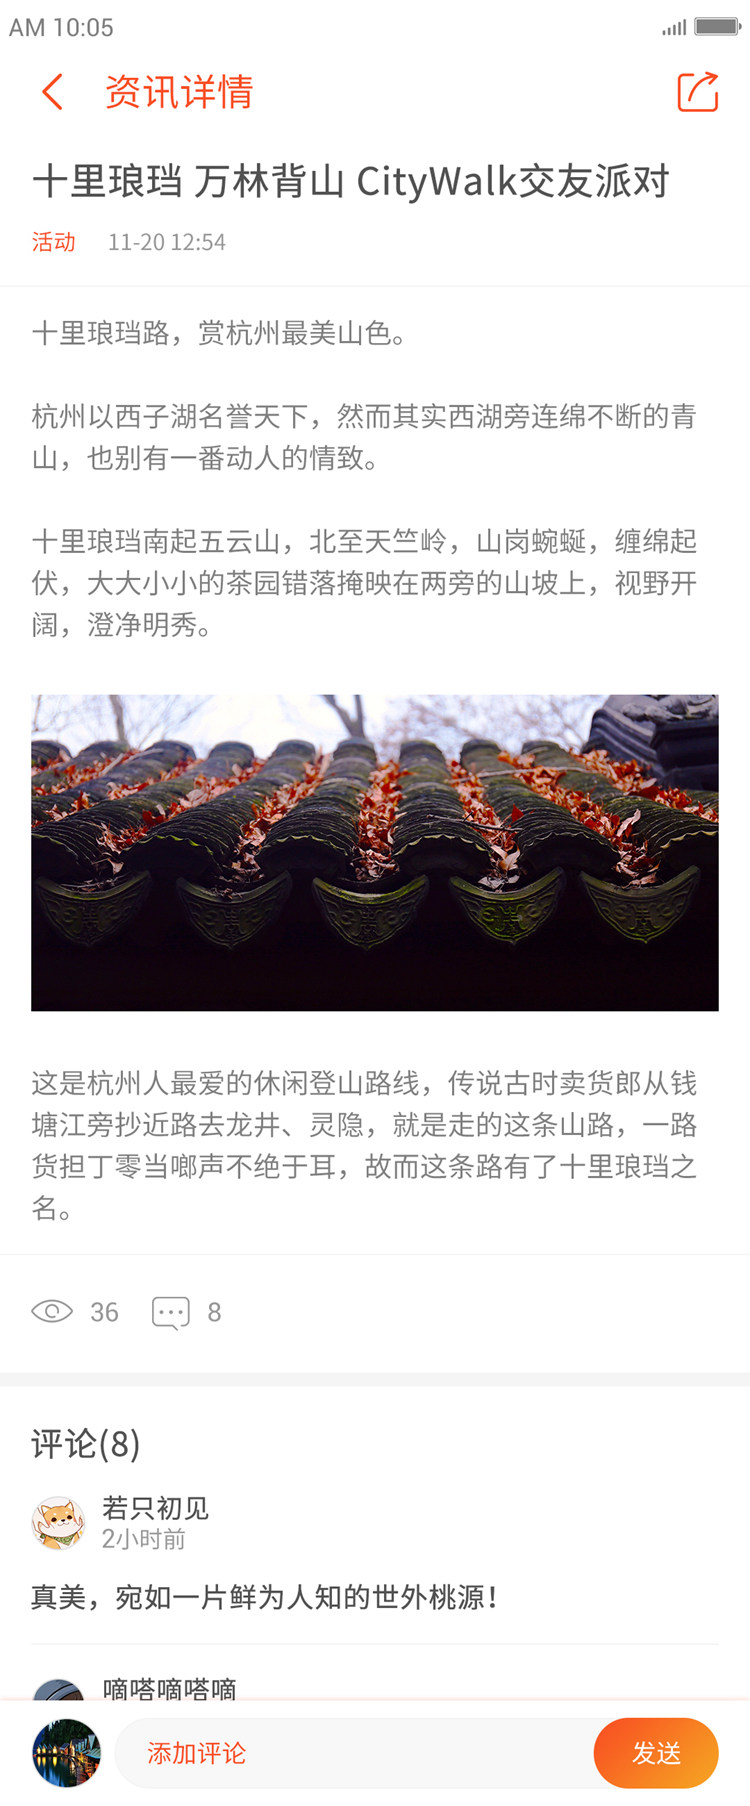 AM 10:05
资讯详情
十里琅珰 万林背山 CityWalk交友派对
活动 11-20 12:54
十里琅珰路，赏杭州最美山色。
杭州以西子湖名誉天下，然而其实西湖旁连绵不断的青
山，也别有一番动人的情致。
十里琅珰南起五云山，北至天竺岭，山岗蜿蜒，缠绵起
伏，大大小小的茶园错落掩映在两旁的山坡上，视野开
阔，澄净明秀。
这是杭州人最爱的休闲登山路线，传说古时卖货郎从钱
塘江旁抄近路去龙井、灵隐，就是走的这条山路，一路
货担丁零当啷声不绝于耳，故而这条路有了十里琅珰之
名。
36 8
评论(8)
若只初见
2小时前
真美，宛如一片鲜为人知的世外桃源！
嘀嗒嘀嗒嘀
添加评论 发送